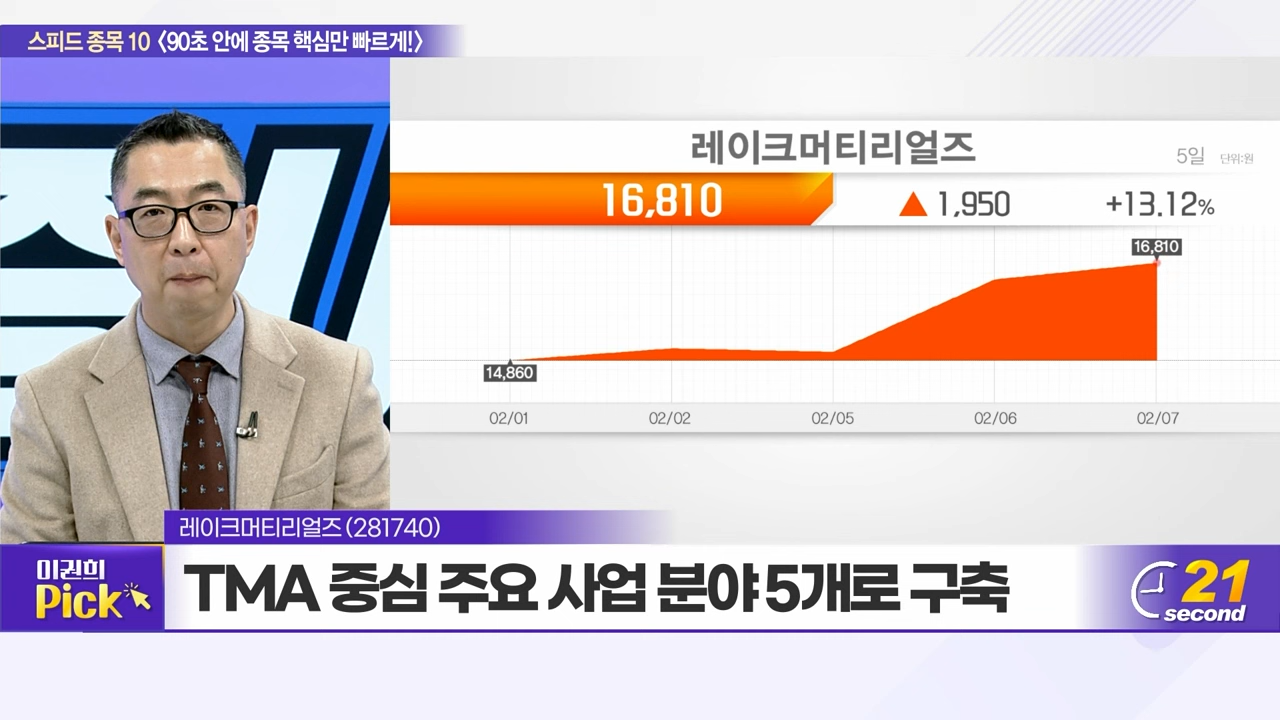 스피드 종목 10 〈90초 안에 종목 핵심만 빠르게!〉
레이크머티리얼즈
5일 단위:원
16,810 ▲ 1,950 +13.12%
16,810
14,860
02/01 02/02 02/05 02/06 02/07
레이크머티리얼즈 (281740)
이권희
Pick
TMA 중심 주요 사업 분야 5개로 구축
21
second